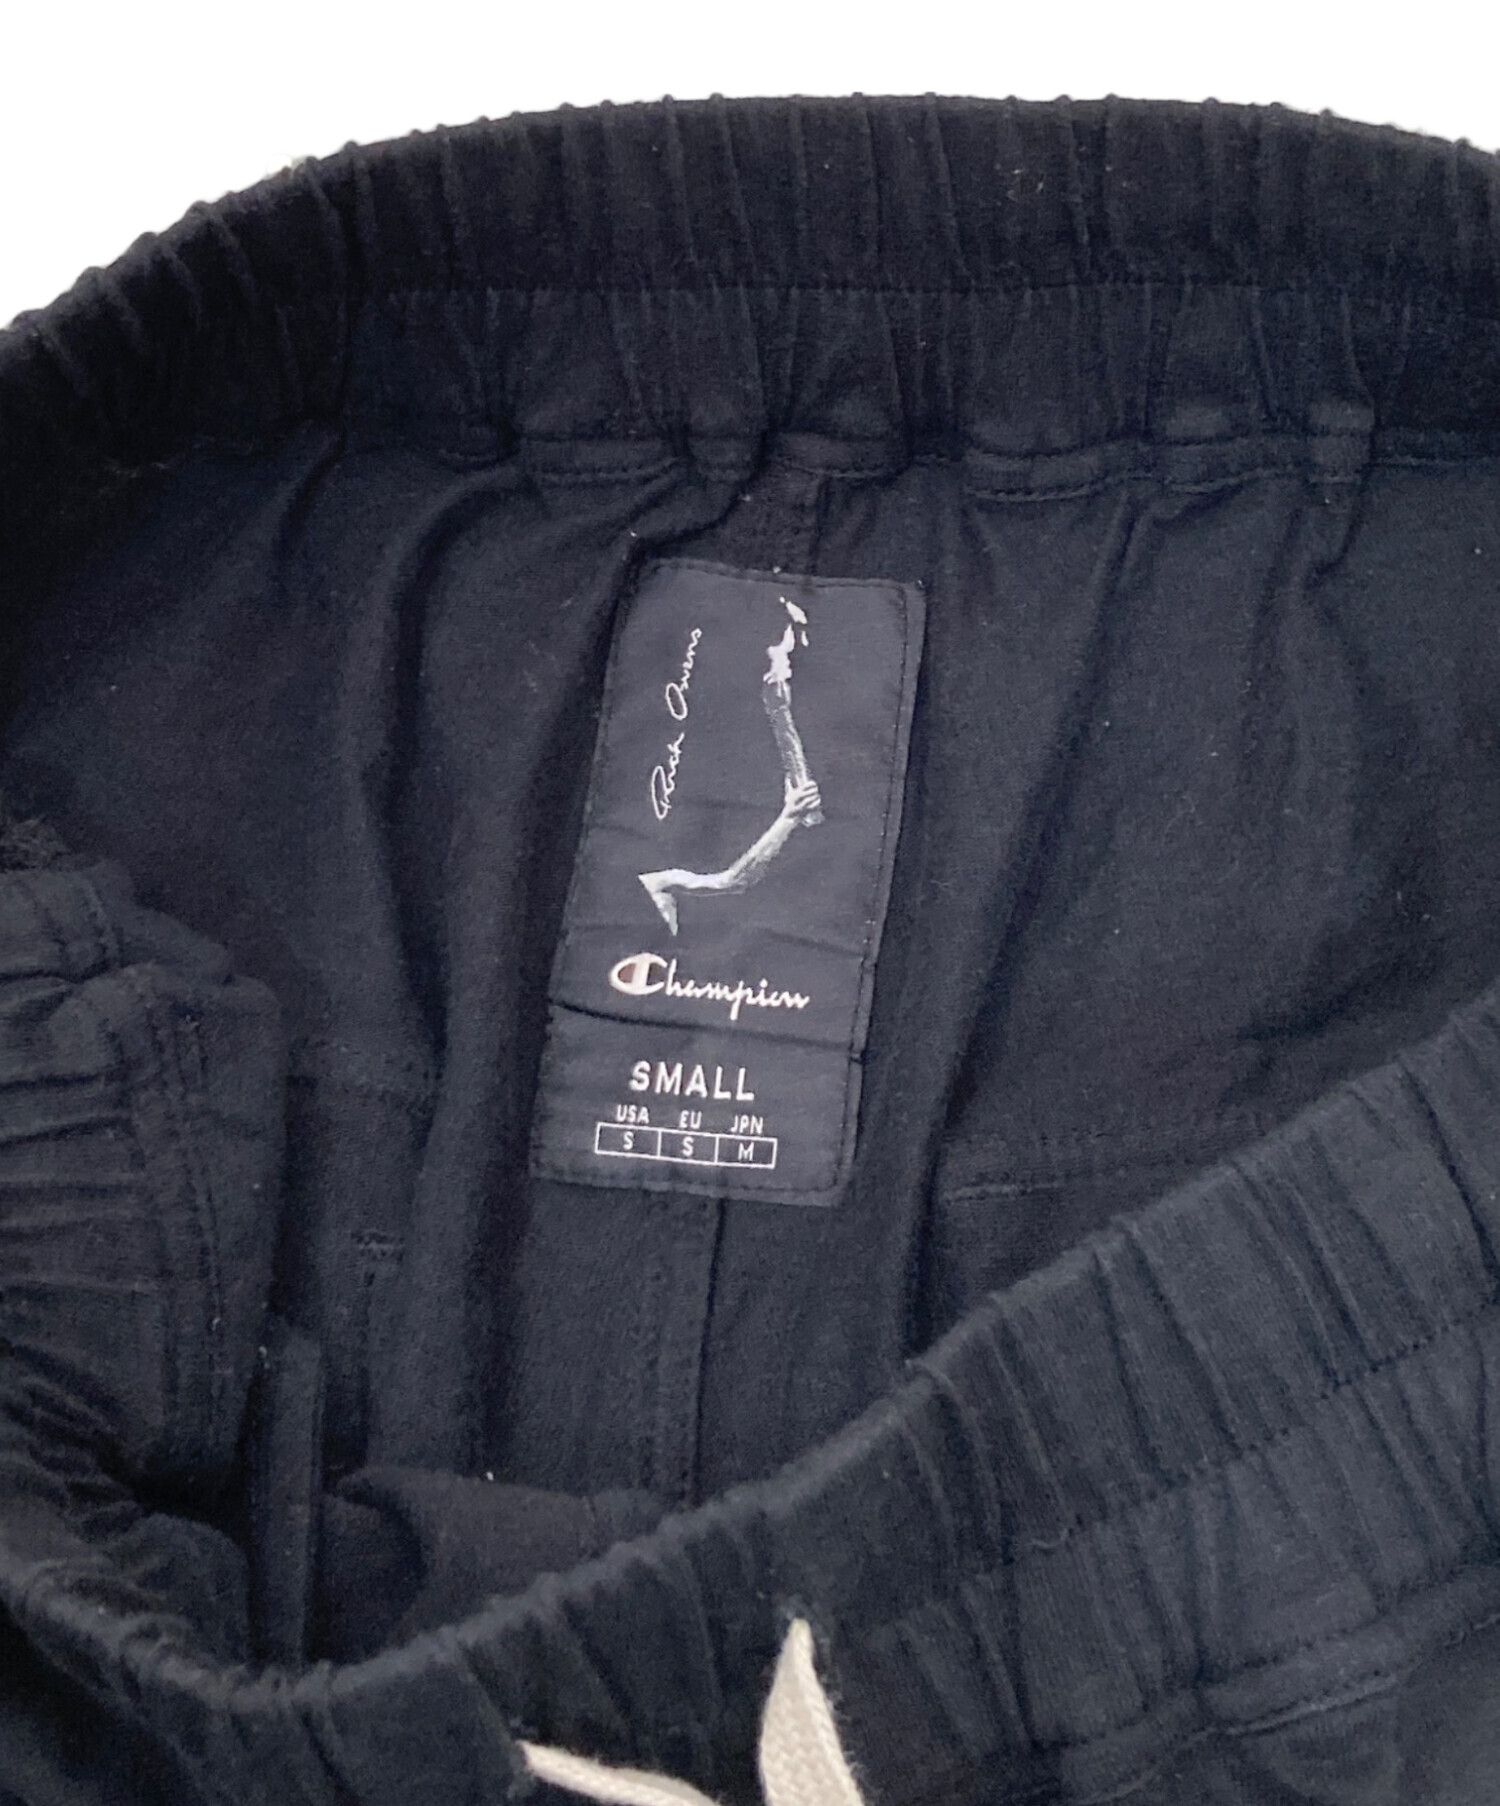 Rick Owens
Champion
SMALL
USA EU JPN
S S M